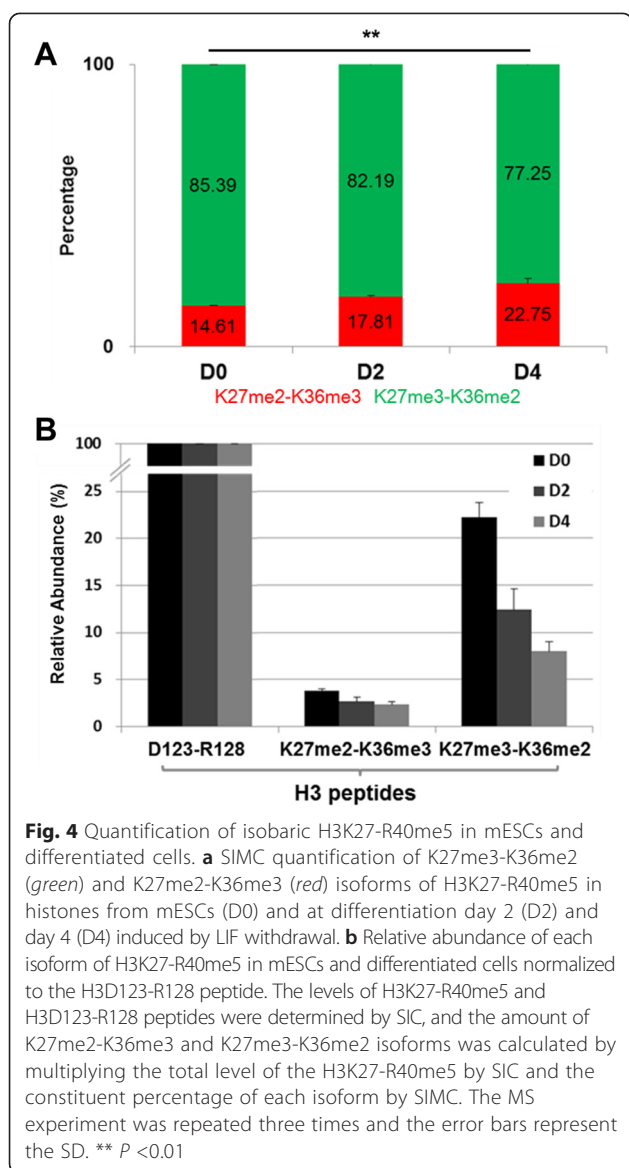 A
**
100
85.39
82.19
77.25
Percentage
14.61
17.81
22.75
0
D0
D2
D4
K27me2-K36me3 K27me3-K36me2
B
100
D0
D2
D4
25
20
15
10
5
0
Relative Abundance (%)
D123-R128
K27me2-K36me3
K27me3-K36me2
H3 peptides
Fig. 4 Quantification of isobaric H3K27-R40me5 in mESCs and
differentiated cells. a SIMC quantification of K27me3-K36me2
(green) and K27me2-K36me3 (red) isoforms of H3K27-R40me5 in
histones from mESCs (D0) and at differentiation day 2 (D2) and
day 4 (D4) induced by LIF withdrawal. b Relative abundance of each
isoform of H3K27-R40me5 in mESCs and differentiated cells normalized
to the H3D123-R128 peptide. The levels of H3K27-R40me5 and
H3D123-R128 peptides were determined by SIC, and the amount of
K27me2-K36me3 and K27me3-K36me2 isoforms was calculated by
multiplying the total level of the H3K27-R40me5 by SIC and the
constituent percentage of each isoform by SIMC. The MS
experiment was repeated three times and the error bars represent
the SD. ** P <0.01